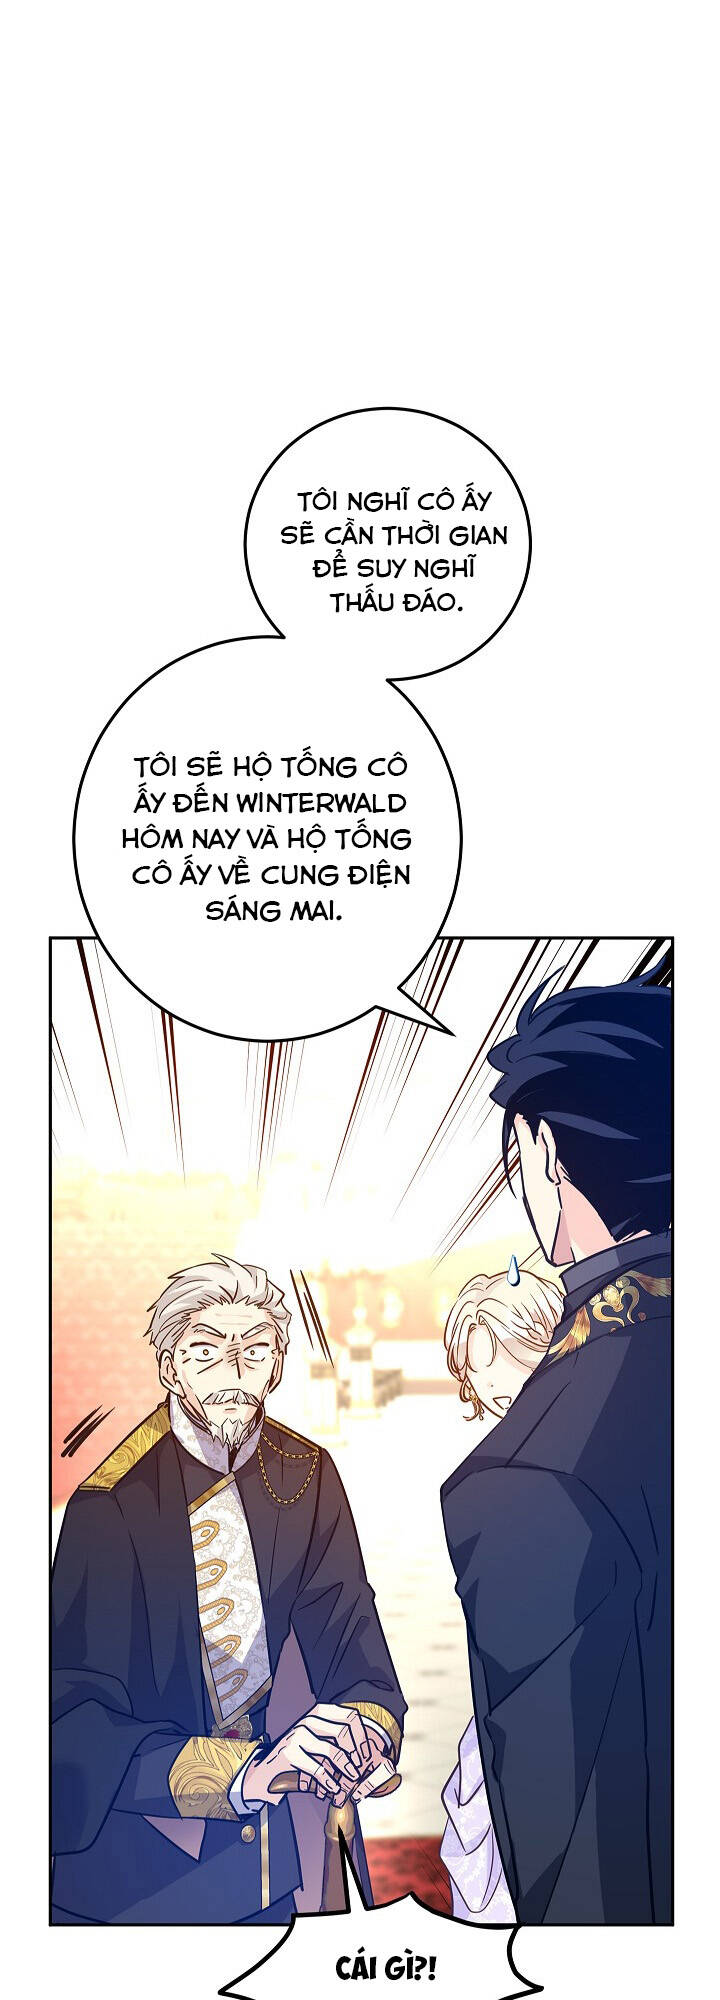 TÔI NGHĨ CÔ ẤY
SẼ CẦN THỜI GIAN
ĐỂ SUY NGHĨ
THẤU ĐÁO.
TÔI SẼ HỘ TỐNG CÔ
ẤY ĐẾN WINTERWALD
HÔM NAY VÀ HỘ TỐNG
CÔ ẤY VỀ CUNG ĐIỆN
SÁNG MAI.
CÁI GÌ?!